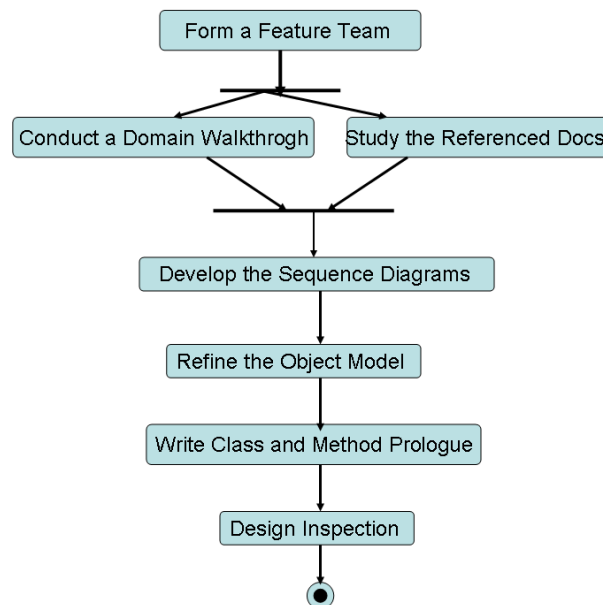 Form a Feature Team
Conduct a Domain Walkthrogh
Study the Referenced Docs
Develop the Sequence Diagrams
Refine the Object Model
Write Class and Method Prologue
Design Inspection